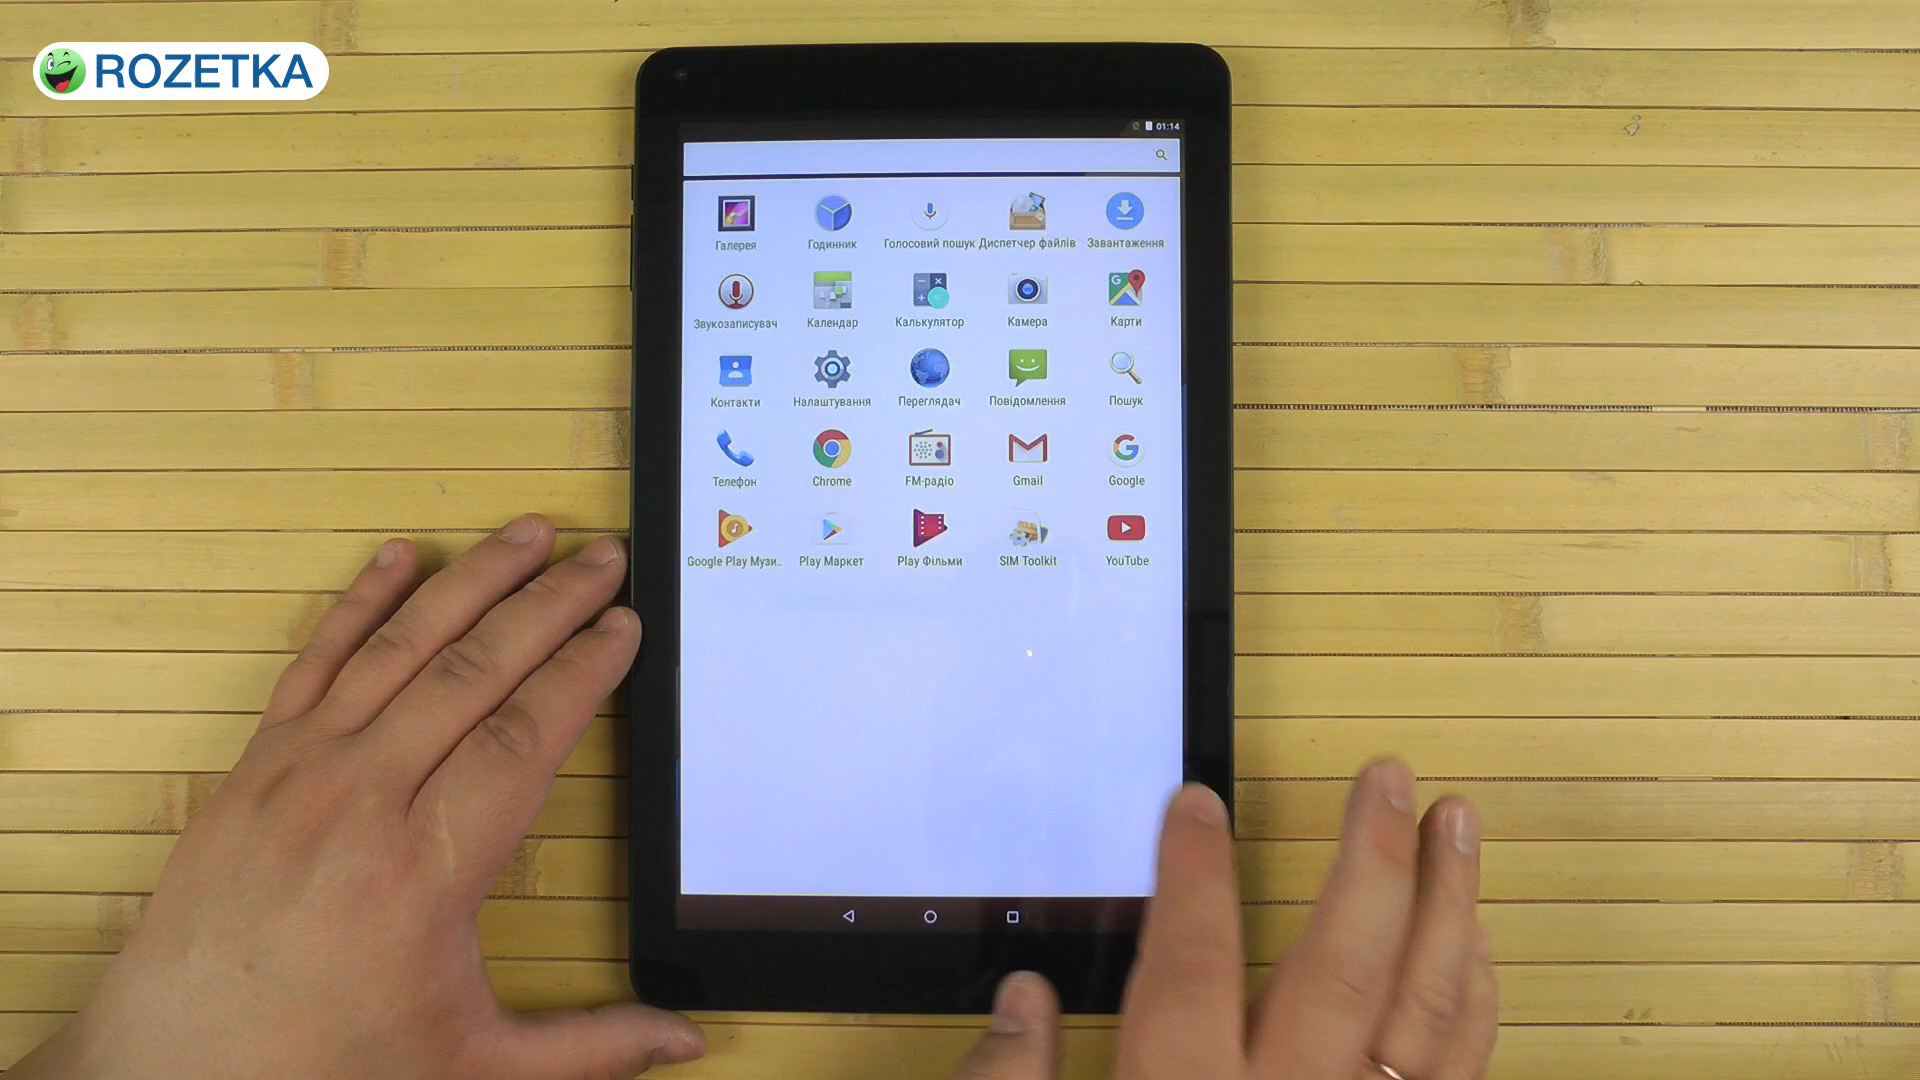 ROZETKA
01:14
Галерея
Годинник
Голосовий пошук
Диспетчер файлів
Завантаження
Звукозаписувач
Календар
Калькулятор
Камера
Карти
Контакти
Налаштування
Переглядач
Повідомлення
Пошук
Телефон
Chrome
FM-радіо
Gmail
Google
Google Play Музи..
Play Маркет
Play Фільми
SIM Toolkit
YouTube